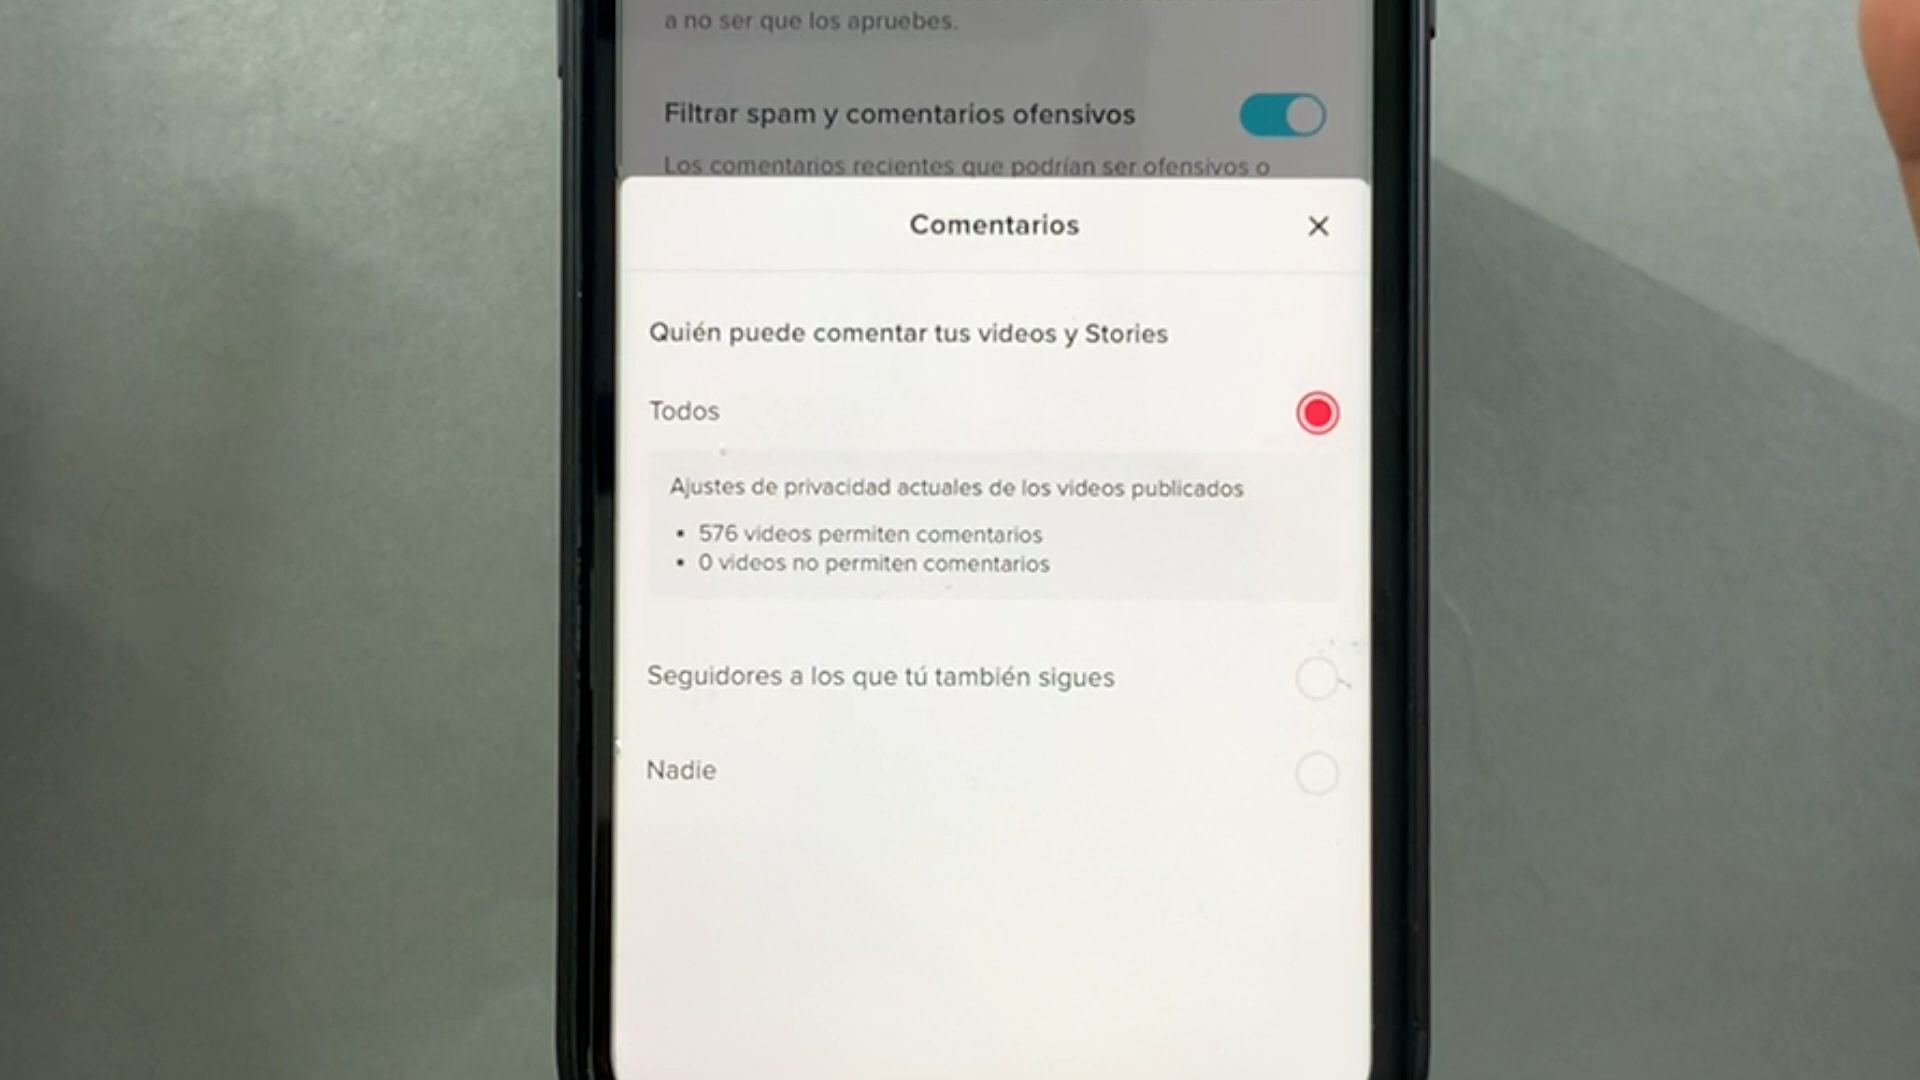 a no ser que los apruebes.
Filtrar spam y comentarios ofensivos
Los comentarios recientes que podrían ser ofensivos o
Comentarios
Quién puede comentar tus videos y Stories
Todos
Ajustes de privacidad actuales de los videos publicados
• 576 videos permiten comentarios
• 0 videos no permiten comentarios
Seguidores a los que tú también sigues
Nadie